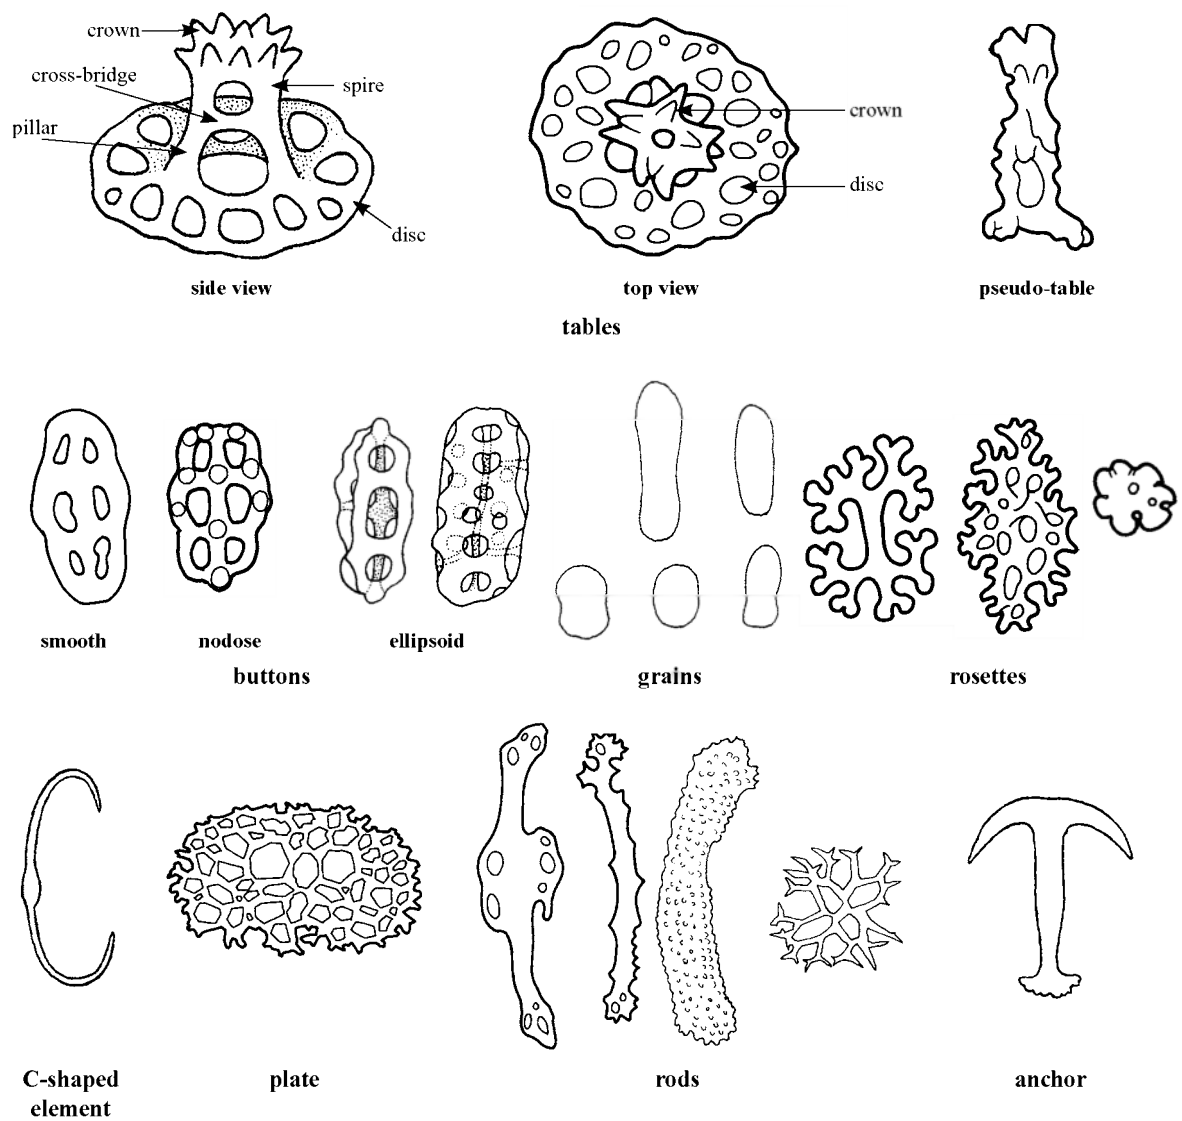 crown
cross-bridge
spire
pillar
disc
crown
disc
side view
top view
pseudo-table
tables
smooth
nodose
ellipsoid
buttons
grains
rosettes
C-shaped
element
plate
rods
anchor